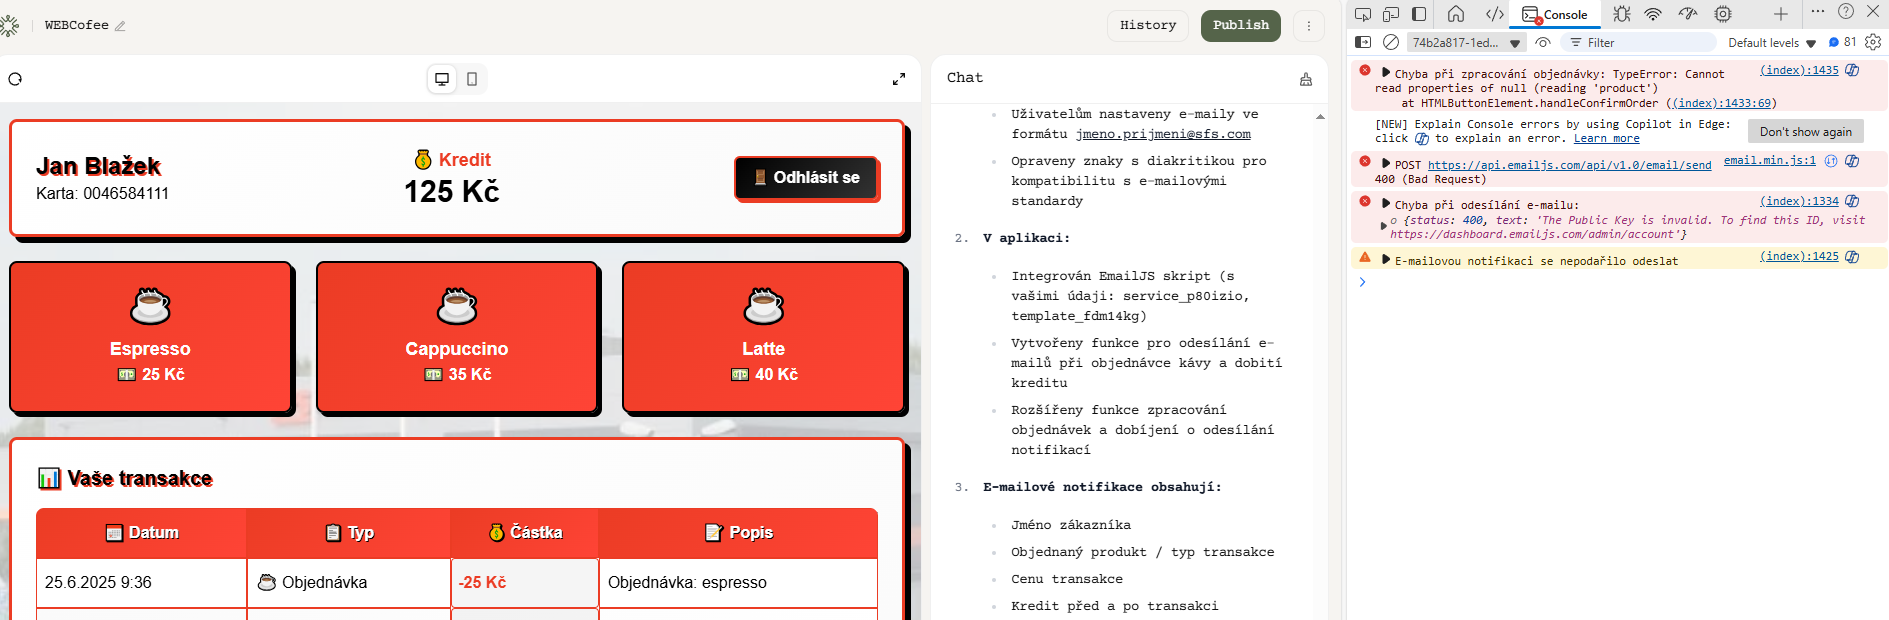 WEBCofee
History
Publish
Jan Blažek
Karta: 0046584111
Kredit
125 Kč
Odhlásit se
Espresso
25 Kč
Cappuccino
35 Kč
Latte
40 Kč
Vaše transakce
Datum
Typ
Částka
Popis
25.6.2025 9:36
Objednávka
-25 Kč
Objednávka: espresso
Chat
Uživatelům nastaveny e-maily ve
formátu jmeno.prijmeni@sfs.com
Opraveny znaky s diakritikou pro
kompatibilitu s e-mailovými
standardy
2. V aplikaci:
Integrován EmailJS skript (s
vašimi údaji: service_p80izio,
template_fdm14kg)
Vytvořeny funkce pro odesílání e-
mailů při objednávce kávy a dobití
kreditu
Rozšířeny funkce zpracování
objednávek a dobíjení o odesílání
notifikací
3. E-mailové notifikace obsahují:
Jméno zákazníka
Objednaný produkt / typ transakce
Cenu transakce
Kredit před a po transakci
Console
74b2a817-1ed...
Filter
Default levels
81
Chyba při zpracování objednávky: TypeError: Cannot (index):1435
read properties of null (reading 'product')
at HTMLButtonElement.handleConfirmOrder ((index):1433:69)
[NEW] Explain Console errors by using Copilot in Edge:
click to explain an error. Learn more
Don't show again
POST https://api.emailjs.com/api/v1.0/email/send email.min.js:1
400 (Bad Request)
Chyba při odesílání e-mailu: (index):1334
o {status: 400, text: 'The Public Key is invalid. To find this ID, visit
https://dashboard.emailjs.com/admin/account'}
E-mailovou notifikaci se nepodařilo odeslat (index):1425